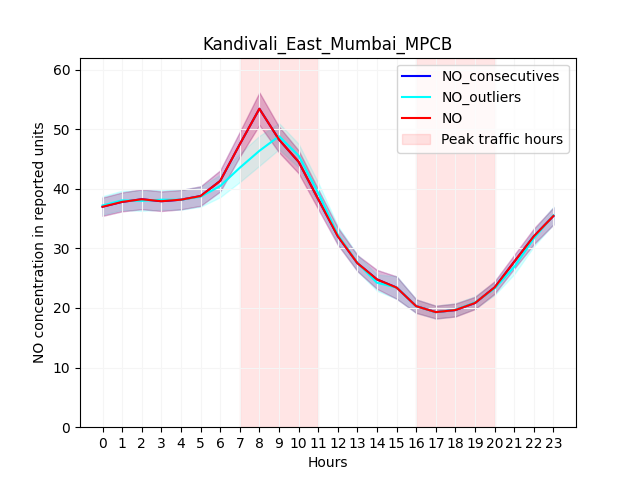 Kandivali_East_Mumbai_MPCB
NO_consecutives
NO_outliers
NO
Peak traffic hours
NO concentration in reported units
60
50
40
30
20
10
0
0 1 2 3 4 5 6 7 8 9 10 11 12 13 14 15 16 17 18 19 20 21 22 23
Hours